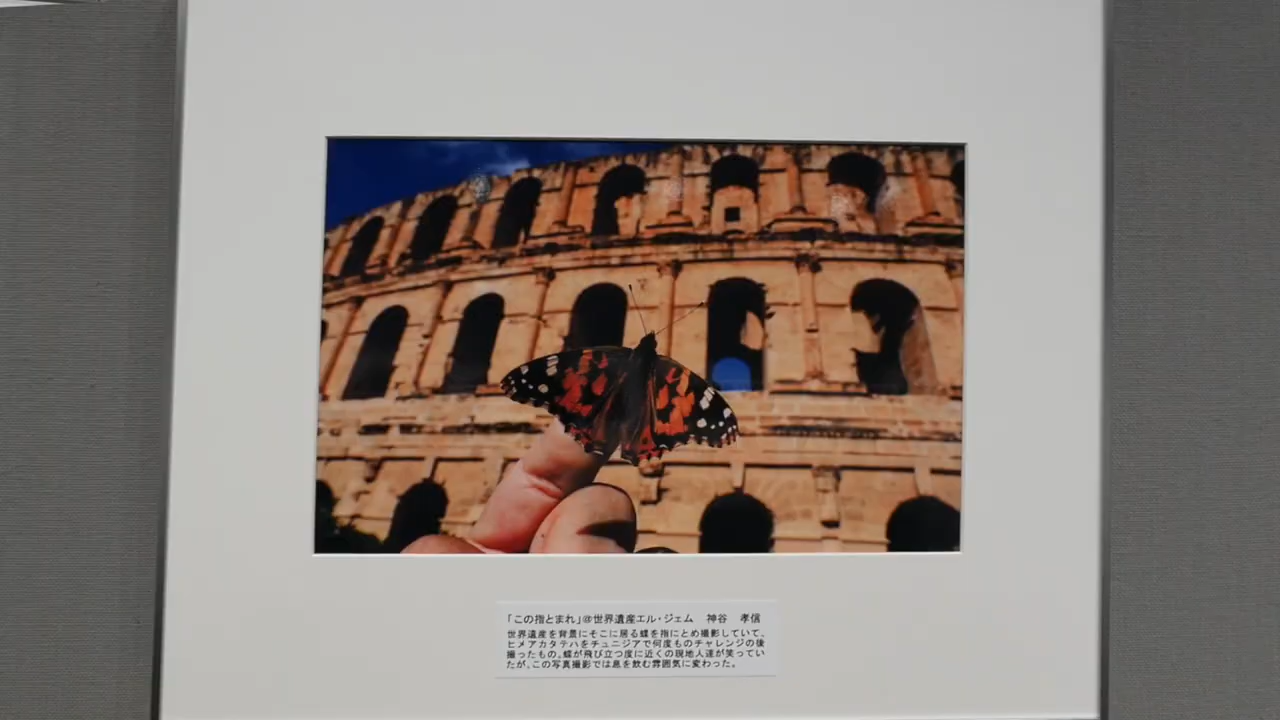 「この指とまれ」@世界遺産エル・ジェム　神谷　孝信
世界遺産を背景にそこに居る蝶を指にとめ撮影していて、
ヒメアカタテハをチュニジアで何度ものチャレンジの後
撮ったもの。蝶が飛び立つ度に近くの現地人達が笑ってい
たが、この写真撮影では息を飲む雰囲気に変わった。